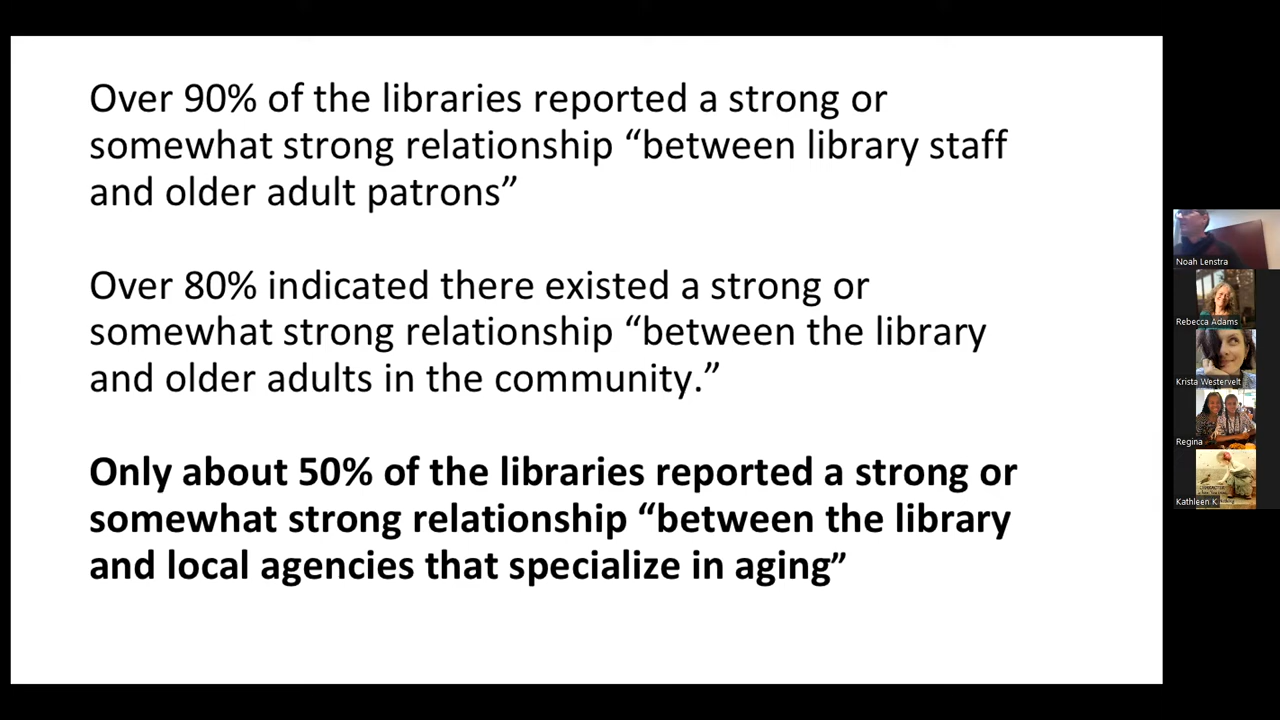 Over 90% of the libraries reported a strong or
somewhat strong relationship “between library staff
and older adult patrons”
Over 80% indicated there existed a strong or
somewhat strong relationship “between the library
and older adults in the community.”
Only about 50% of the libraries reported a strong or
somewhat strong relationship “between the library
and local agencies that specialize in aging”
Noah Lenstra
Rebecca Adams
Krista Westervelt
Regina
Kathleen K